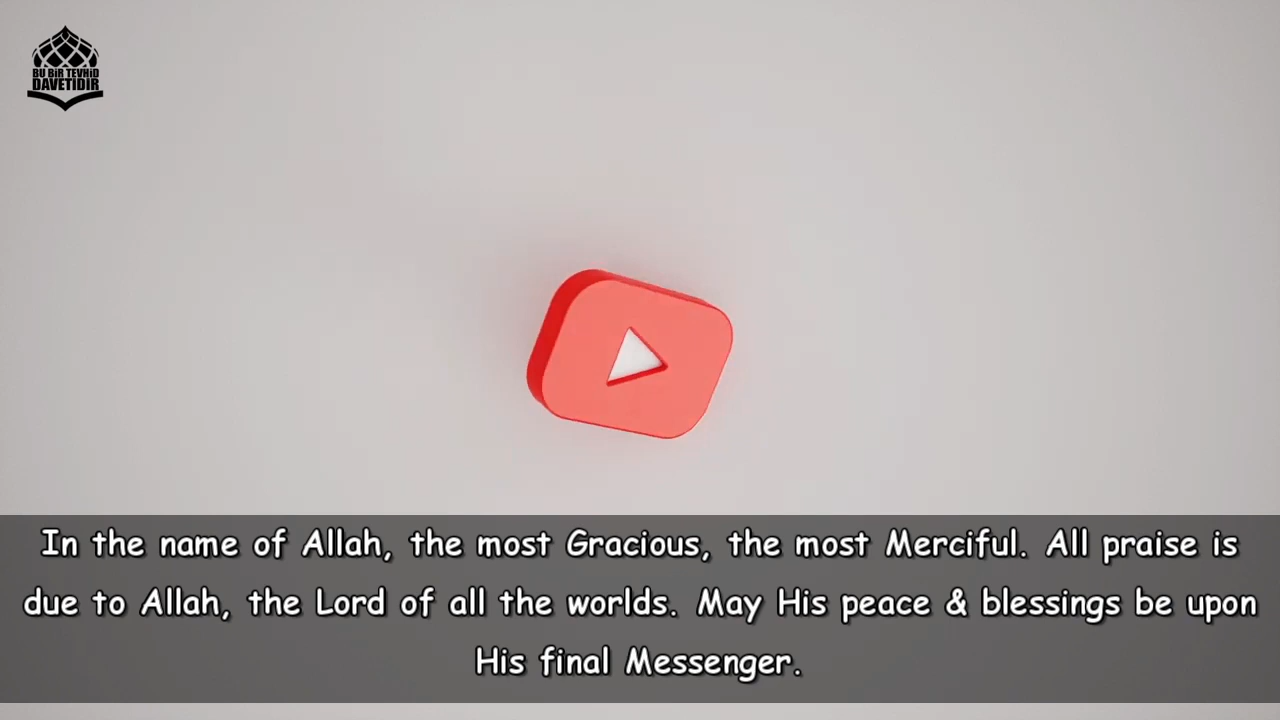 BU BİR TEVHİD
DAVETİDİR
In the name of Allah, the most Gracious, the most Merciful. All praise is
due to Allah, the Lord of all the worlds. May His peace & blessings be upon
His final Messenger.